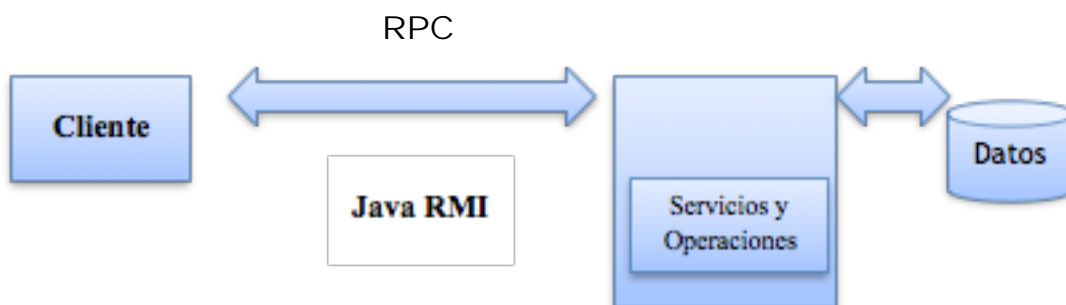 RPC
Cliente
Java RMI
Servicios y
Operaciones
Datos